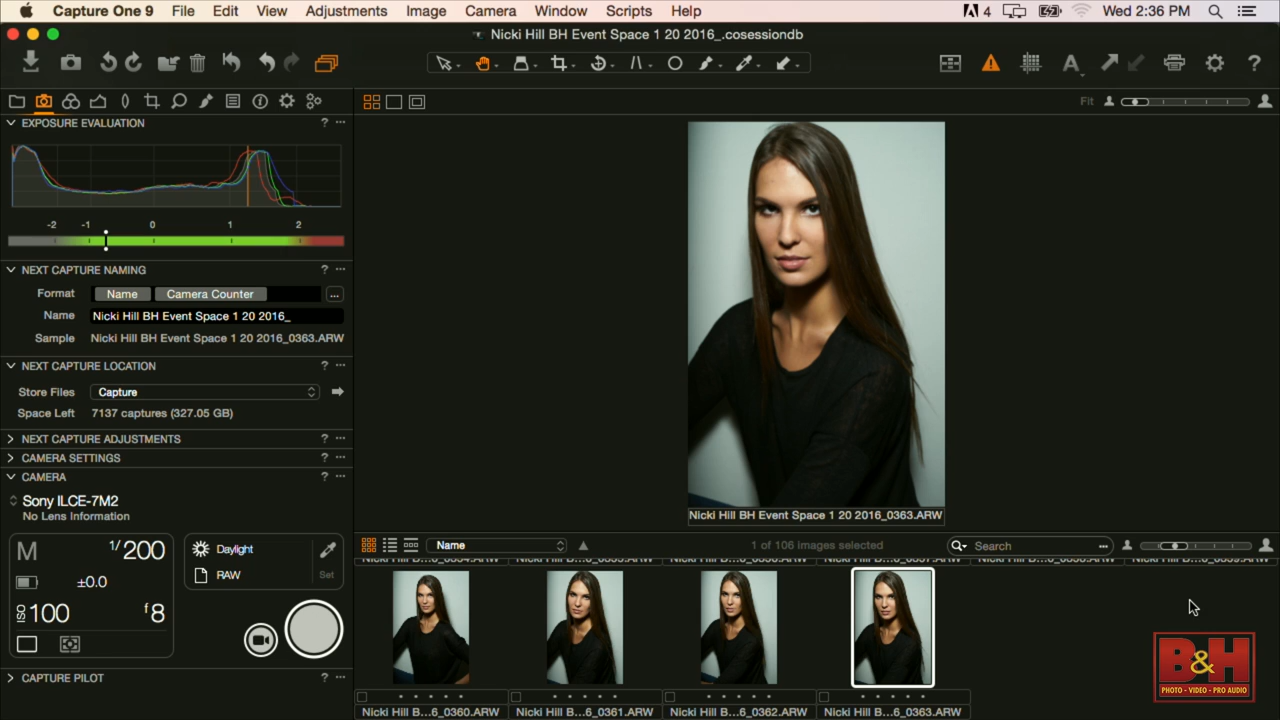 Capture One 9 File Edit View Adjustments Image Camera Window Scripts Help 4 Wed 2:36 PM
Nicki Hill BH Event Space 1 20 2016_.cosessiondb
A ?
Fit
EXPOSURE EVALUATION ? ...
-2 -1 0 1 2
NEXT CAPTURE NAMING ? ...
Format Name Camera Counter ...
Name Nicki Hill BH Event Space 1 20 2016_
Sample Nicki Hill BH Event Space 1 20 2016_0363.ARW
NEXT CAPTURE LOCATION ? ...
Store Files Capture
Space Left 7137 captures (327.05 GB)
NEXT CAPTURE ADJUSTMENTS ? ...
CAMERA SETTINGS ? ...
CAMERA ? ...
Sony ILCE-7M2
No Lens Information
M 1/200
±0.0
ISO 100 f8
Daylight
RAW Set
CAPTURE PILOT ? ...
Nicki Hill BH Event Space 1 20 2016_0363.ARW
Name 1 of 106 images selected Search ...
Nicki Hill B...6_0360.ARW Nicki Hill B...6_0361.ARW Nicki Hill B...6_0362.ARW Nicki Hill B...6_0363.ARW
B&H
PHOTO - VIDEO - PRO AUDIO